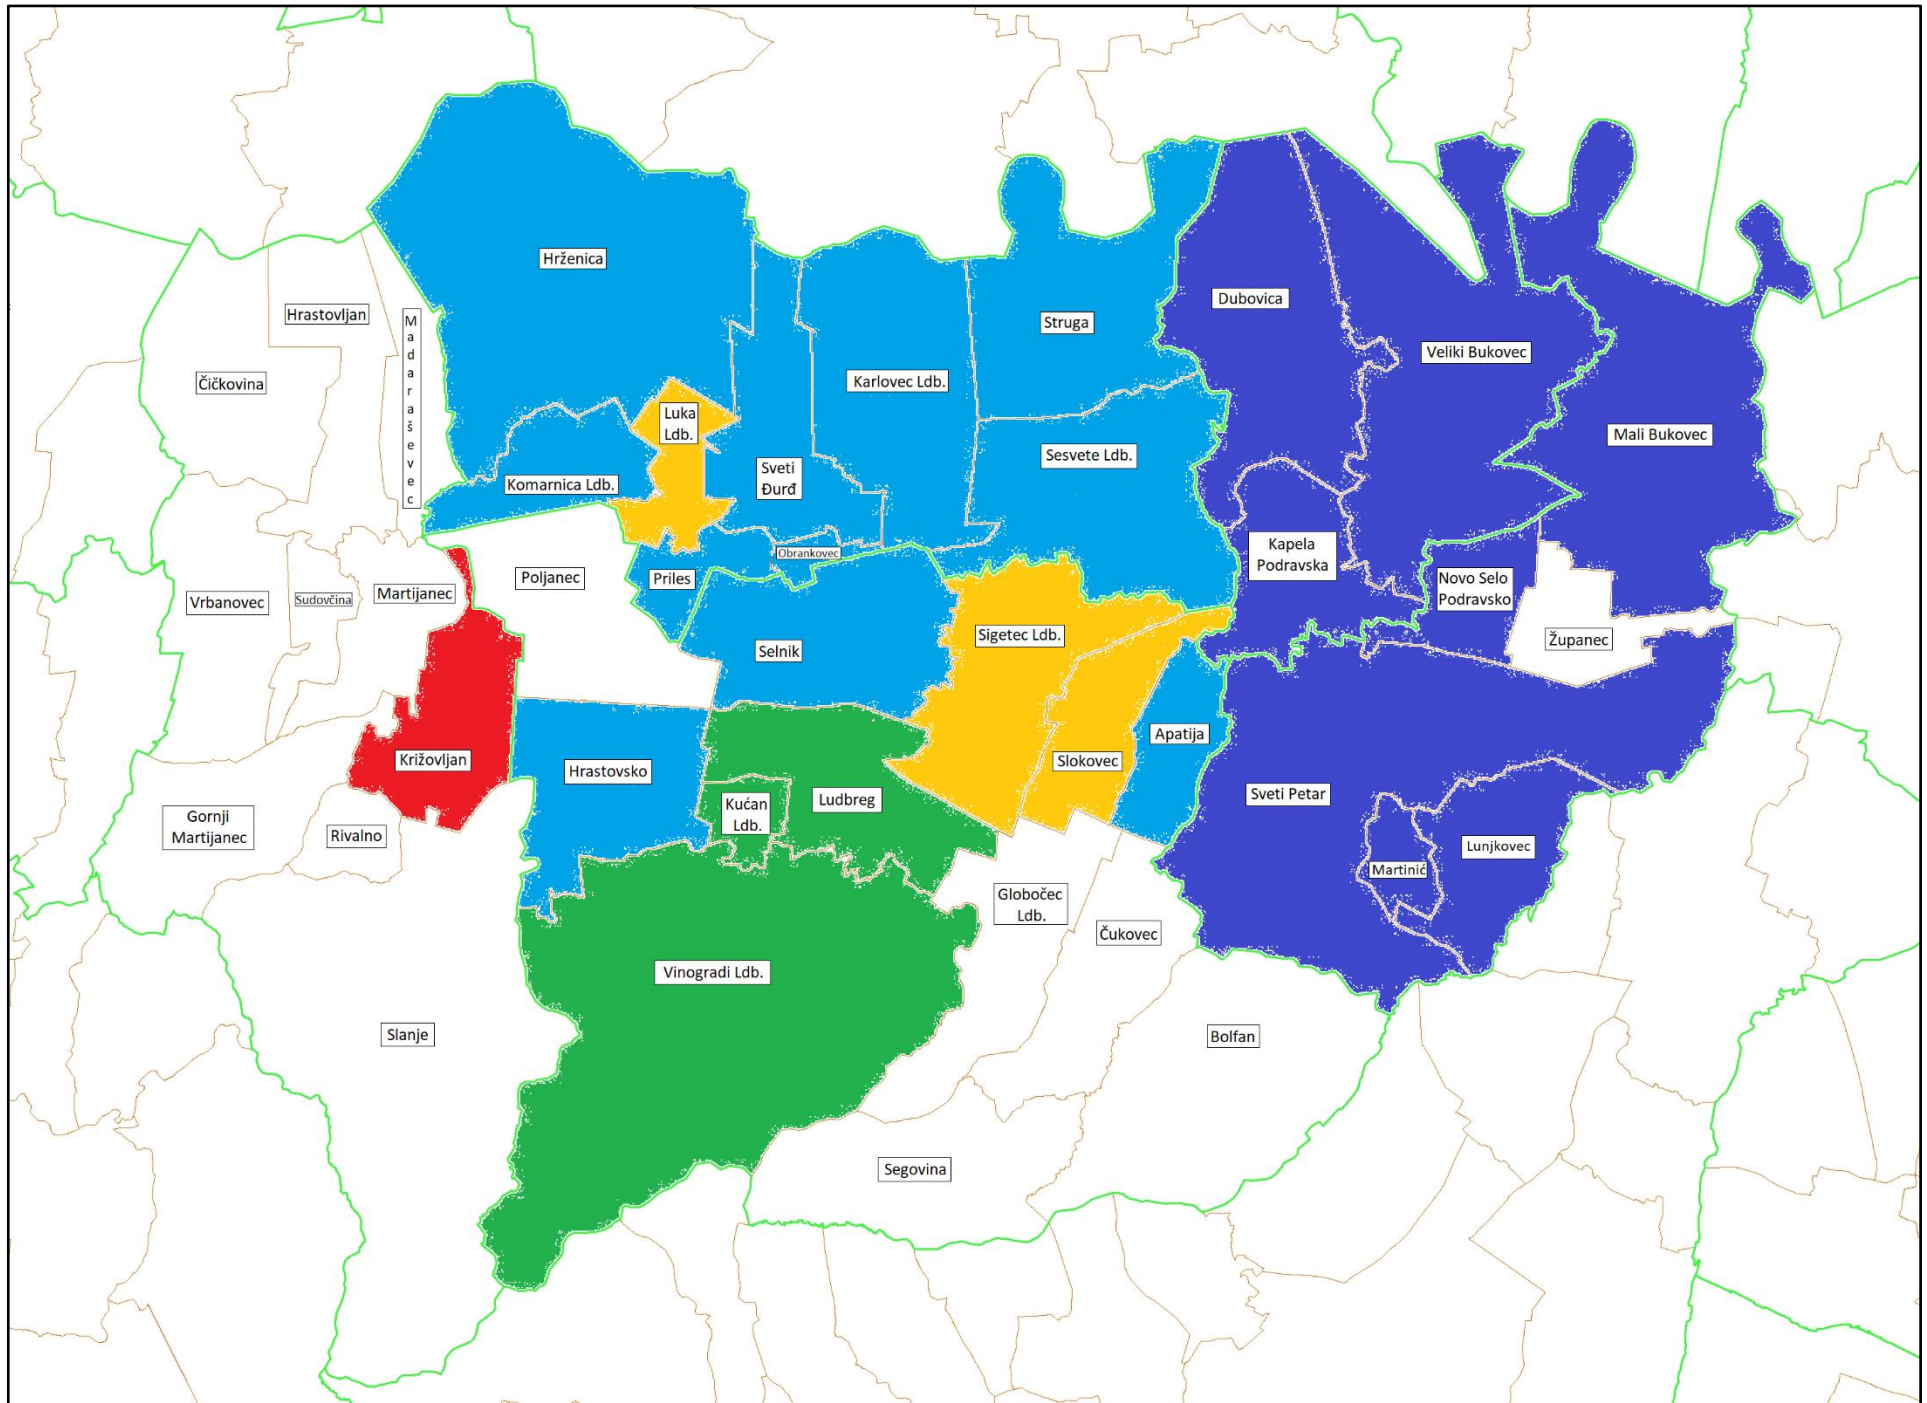 Hrženica
Hrastovljan
Madaraševec
Čičkovina
Dubovica
Struga
Veliki Bukovec
Karlovec Ldb.
Luka
Ldb.
Mali Bukovec
Sesvete Ldb.
Sveti
Đurđ
Komarnica Ldb.
Obrankovec
Kapela
Podravska
Poljanec
Priles
Novo Selo
Podravsko
Martijanec
Sudovčina
Vrbanovec
Sigetec Ldb.
Županec
Selnik
Apatija
Križovljan
Slokovec
Hrastovsko
Sveti Petar
Ludbreg
Kućan
Ldb.
Gornji
Martijanec
Rivalno
Lunjkovec
Martinić
Globočec
Ldb.
Čukovec
Vinogradi Ldb.
Slanje
Bolfan
Segovina